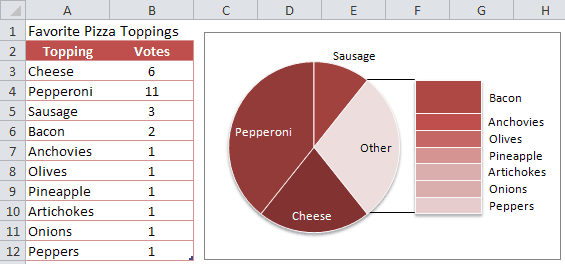 A B C D E F G H
1 Favorite Pizza Toppings
2 Topping Votes
3 Cheese 6
4 Pepperoni 11
5 Sausage 3
6 Bacon 2
7 Anchovies 1
8 Olives 1
9 Pineapple 1
10 Artichokes 1
11 Onions 1
12 Peppers 1
Sausage
Pepperoni
Other
Cheese
Bacon
Anchovies
Olives
Pineapple
Artichokes
Onions
Peppers